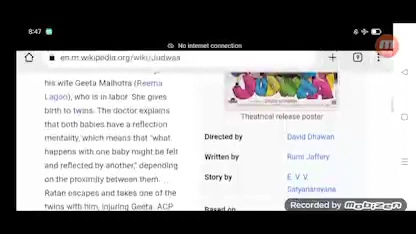 8:47
No internet connection
en.m.wikipedia.org/wiki/Judwaa
his wife Geeta Malhotra (Reema
Lagoo), who is in labor. She gives
birth to twins. The doctor explains
that both babies have a reflection
mentality, which means that "what
happens with one baby might be felt
and reflected by another," depending
on the proximity between them.
Ratan escapes and takes one of the
twins with him, injuring Geeta. ACP
Theatrical release poster
Directed by
David Dhawan
Written by
Rumi Jaffery
Story by
E. V. V.
Satyanarayana
Based on
Recorded by mobizen